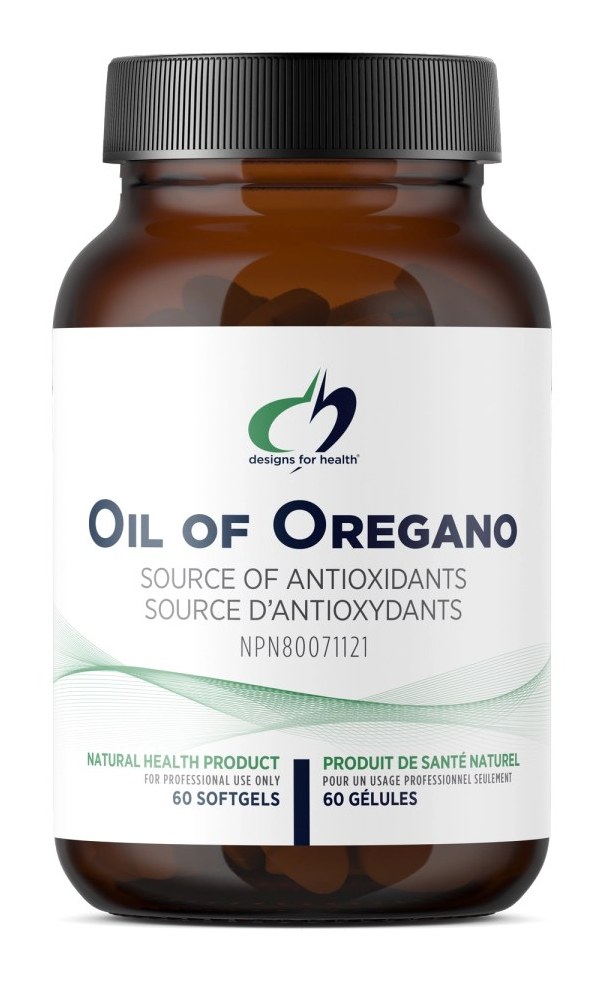 designs for health®
OIL OF OREGANO
SOURCE OF ANTIOXIDANTS
SOURCE D'ANTIOXYDANTS
NPN80071121
NATURAL HEALTH PRODUCT
FOR PROFESSIONAL USE ONLY
60 SOFTGELS
PRODUIT DE SANTÉ NATUREL
POUR UN USAGE PROFESSIONNEL SEULEMENT
60 GÉLULES